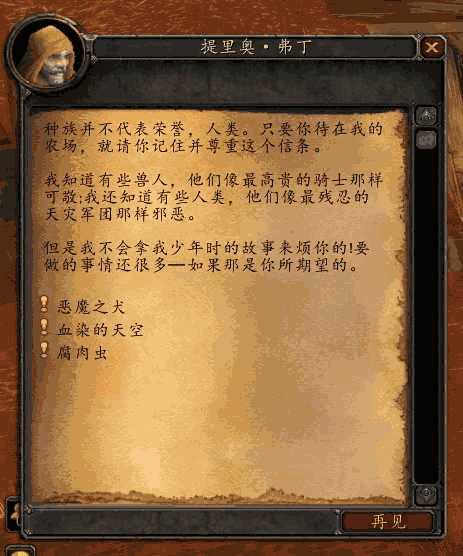 提里奥·弗丁
种族并不代表荣誉，人类。只要你待在我的
农场，就请你记住并尊重这个信条。
我知道有些兽人，他们像最高贵的骑士那样
可敬;我还知道有些人类，他们像最残忍的
天灾军团那样邪恶。
但是我不会拿我少年时的故事来烦你的!要
做的事情还很多—如果那是你所期望的。
恶魔之犬
血染的天空
腐肉虫
再见